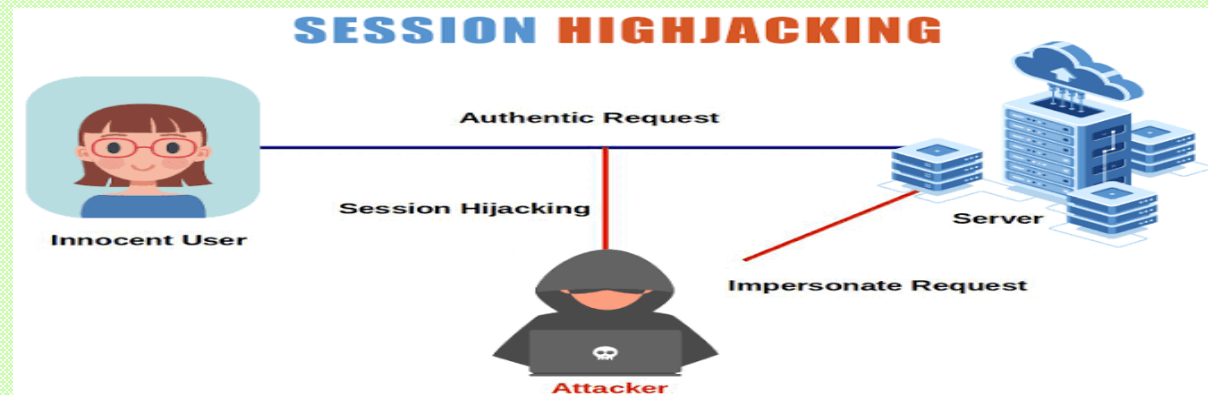 SESSION HIGHJACKING
Authentic Request
Session Hijacking
Innocent User
Server
Impersonate Request
Attacker